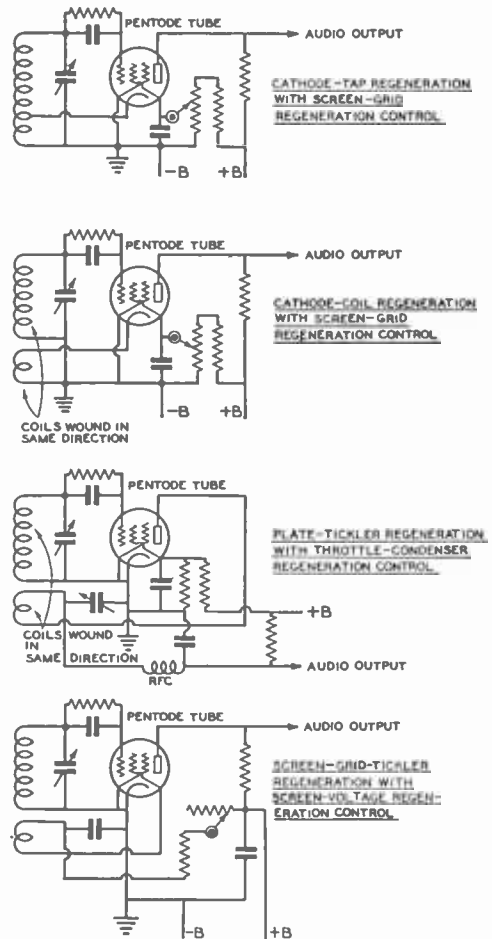 PENTODE TUBE
AUDIO OUTPUT
CATHODE-TAP REGENERATION
WITH SCREEN-GRID
REGENERATION CONTROL
-B
+B
PENTODE TUBE
AUDIO OUTPUT
CATHODE-COIL REGENERATION
WITH SCREEN-GRID
REGENERATION CONTROL
-B
+B
COILS WOUND IN
SAME DIRECTION
PENTODE TUBE
PLATE-TICKLER REGENERATION
WITH THROTTLE-CONDENSER
REGENERATION CONTROL
+B
COILS WOUND
IN
SAME DIRECTION
RFC
AUDIO OUTPUT
PENTODE TUBE
AUDIO OUTPUT
SCREEN-GRID-TICKLER
REGENERATION WITH
SCREEN-VOLTAGE REGEN-
ERATION CONTROL
-B
+B